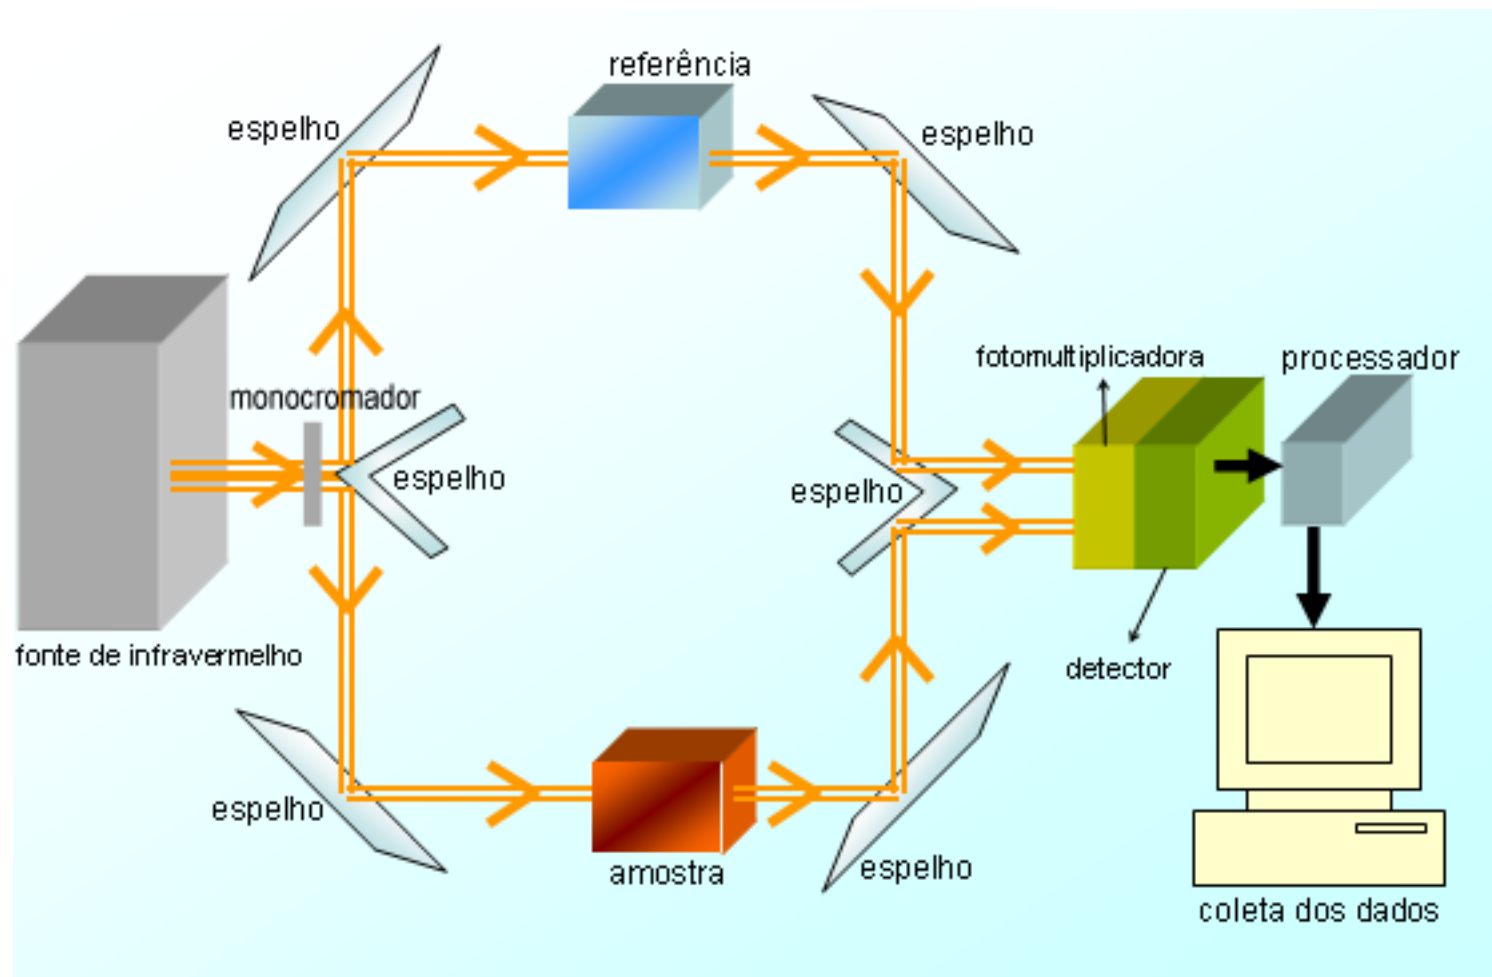 referência
espelho
espelho
fotomultiplicadora
processador
monocromador
espelho
espelho
fonte de infravermelho
detector
espelho
amostra
espelho
coleta dos dados